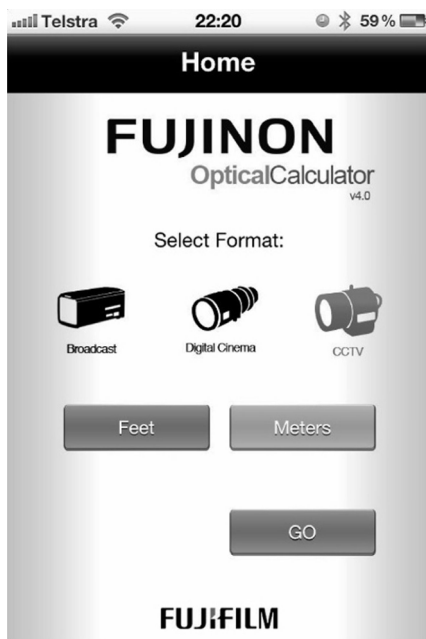 Telstra 22:20 59%
Home
FUJINON
OpticalCalculator
v4.0
Select Format:
Broadcast Digital Cinema CCTV
Feet Meters
GO
FUJIFILM